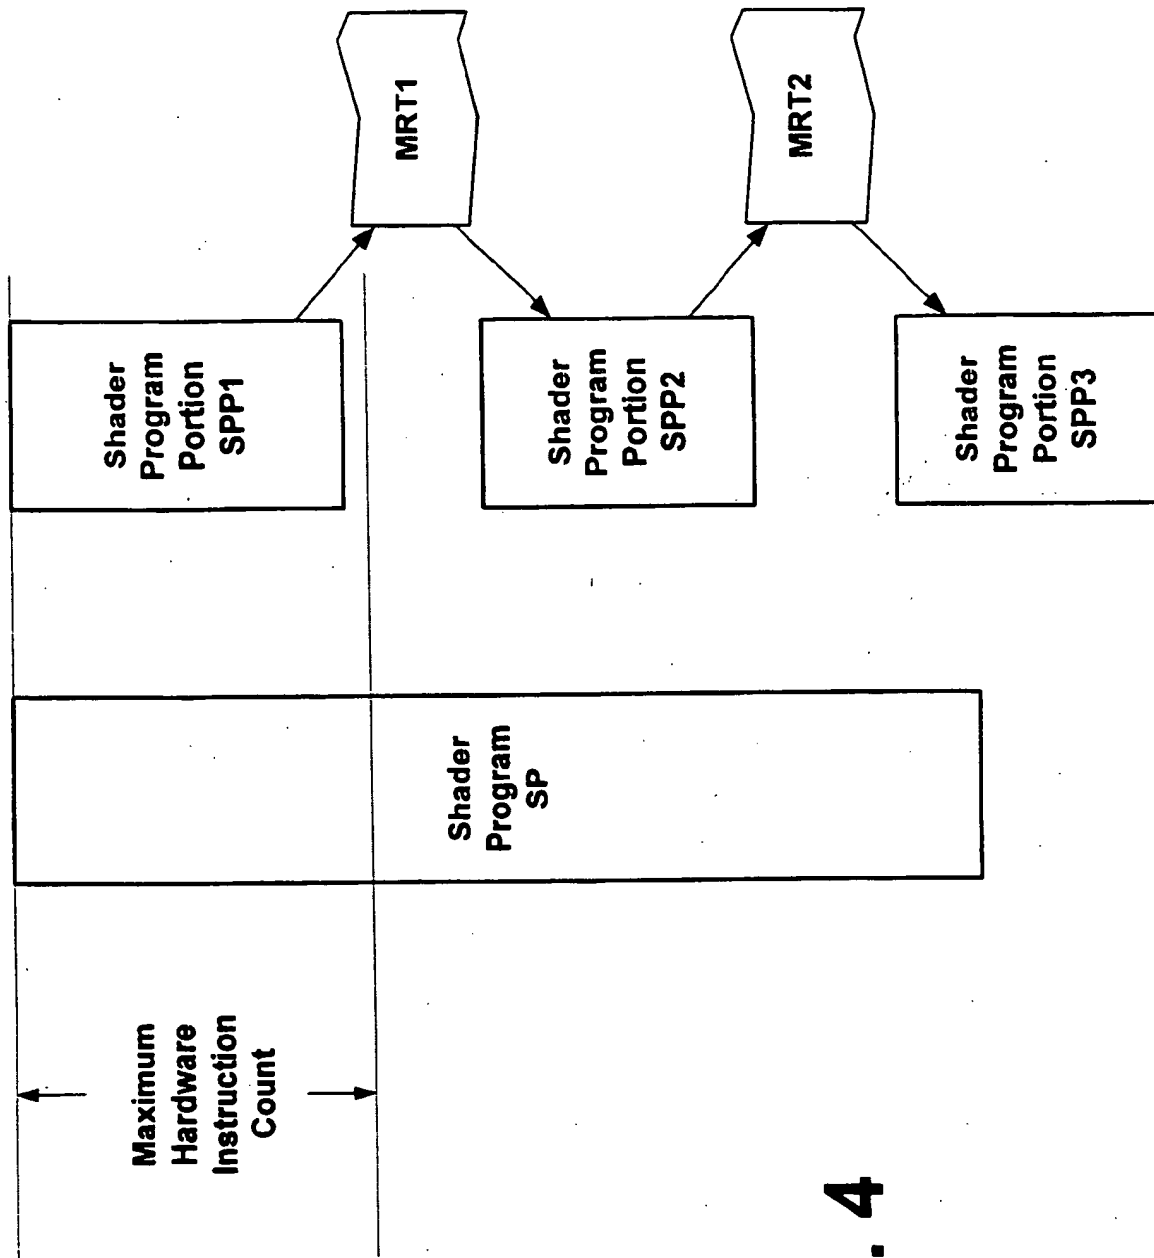 Maximum
Hardware
Instruction
Count
Shader
Program
SP
Shader
Program
Portion
SPP1
MRT1
Shader
Program
Portion
SPP2
MRT2
Shader
Program
Portion
SPP3
. 4